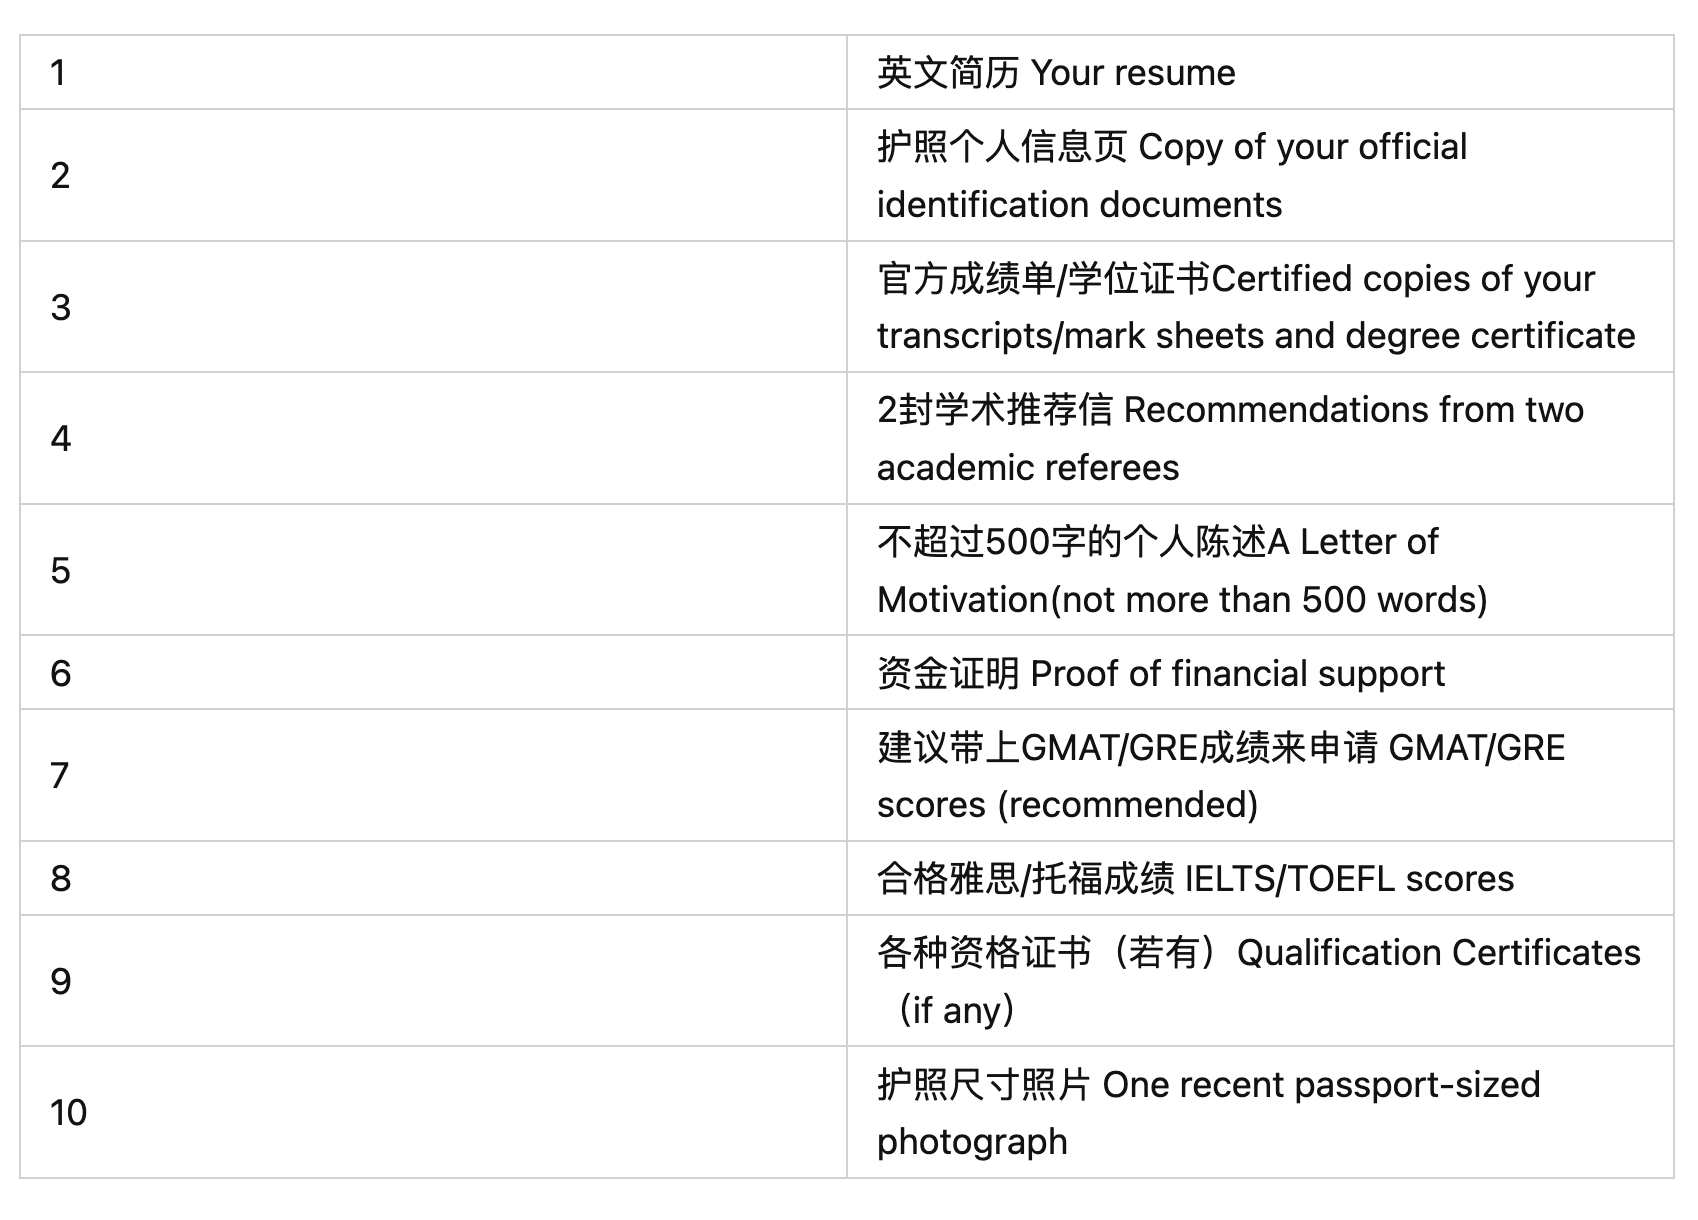 1
英文简历 Your resume
2
护照个人信息页 Copy of your official
identification documents
3
官方成绩单/学位证书Certified copies of your
transcripts/mark sheets and degree certificate
4
2封学术推荐信 Recommendations from two
academic referees
5
不超过500字的个人陈述A Letter of
Motivation(not more than 500 words)
6
资金证明 Proof of financial support
7
建议带上GMAT/GRE成绩来申请 GMAT/GRE
scores (recommended)
8
合格雅思/托福成绩 IELTS/TOEFL scores
9
各种资格证书（若有）Qualification Certificates
（if any）
10
护照尺寸照片 One recent passport-sized
photograph